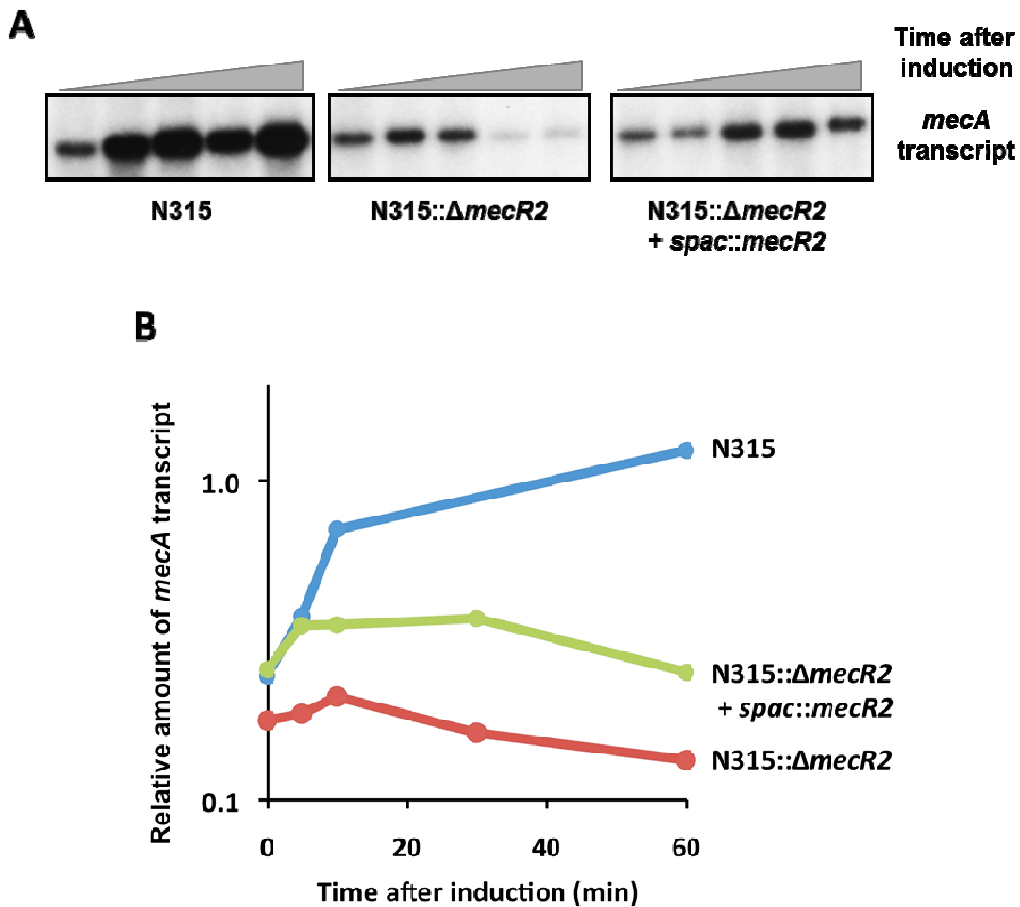 A
Time after
induction
mecA
transcript
N315
N315::ΔmecR2
N315::ΔmecR2
+ spac::mecR2
B
Relative amount of mecA transcript
1.0
0.1
N315
N315::ΔmecR2
+ spac::mecR2
N315::ΔmecR2
0
20
40
60
Time after induction (min)